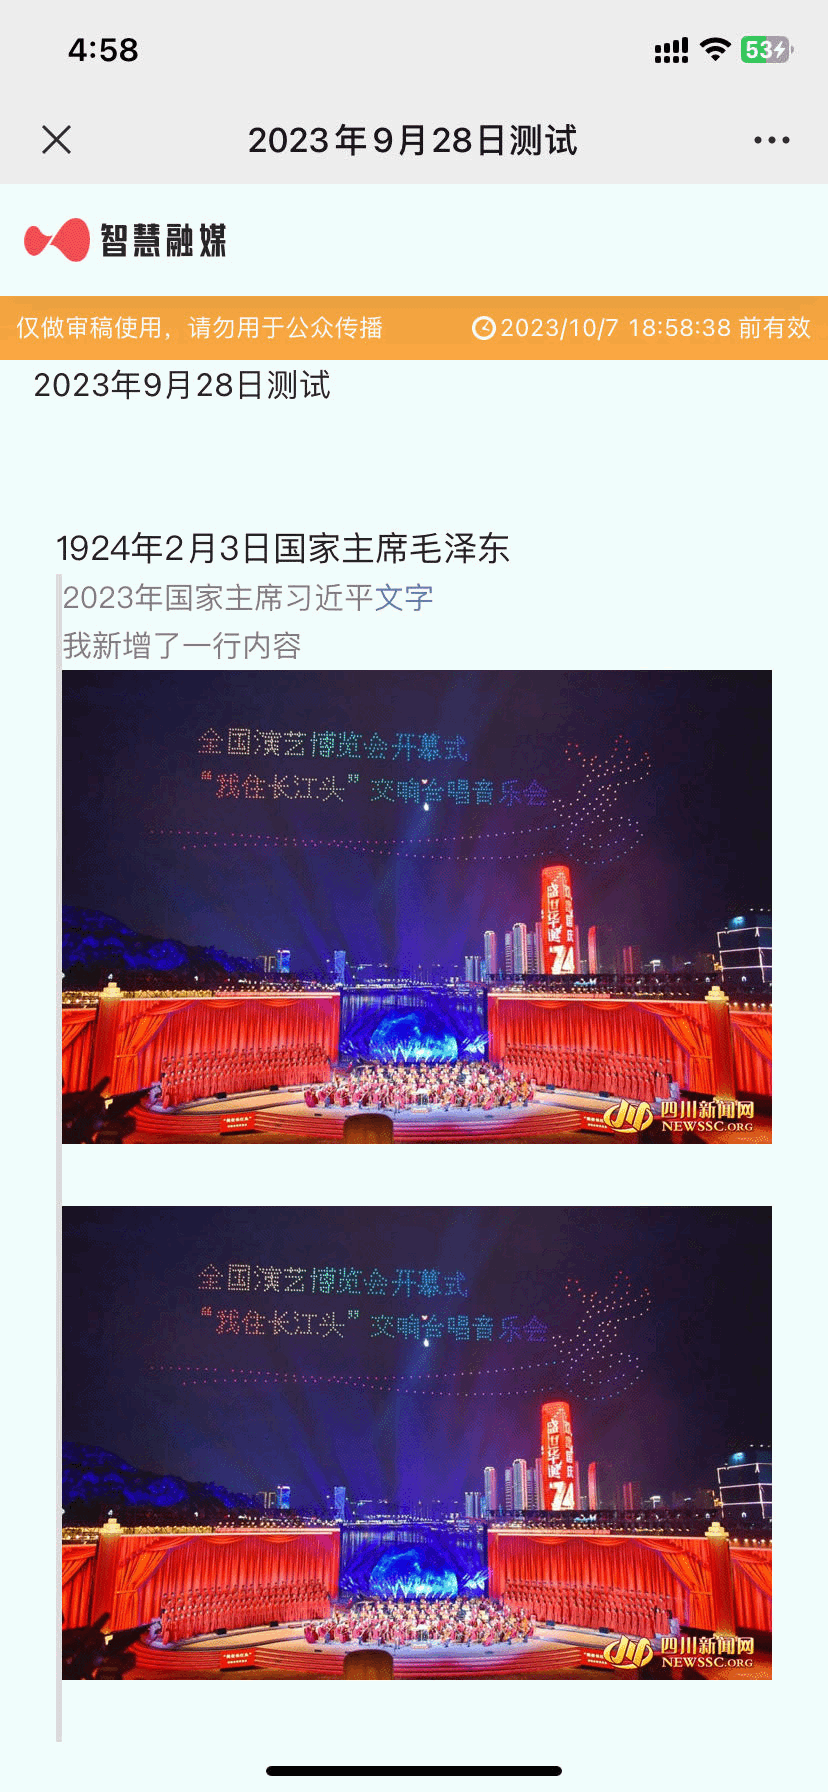 4:58
53
2023年9月28日测试
智慧融媒
仅做审稿使用，请勿用于公众传播
2023/10/7 18:58:38 前有效
2023年9月28日测试
1924年2月3日国家主席毛泽东
2023年国家主席习近平文字
我新增了一行内容
全国演艺博览会开幕式
“我住长江头” 交响合唱音乐会
盛世华诞
74
四川新闻网
NEWSSC.ORG
全国演艺博览会开幕式
“我住长江头” 交响合唱音乐会
盛世华诞
74
四川新闻网
NEWSSC.ORG